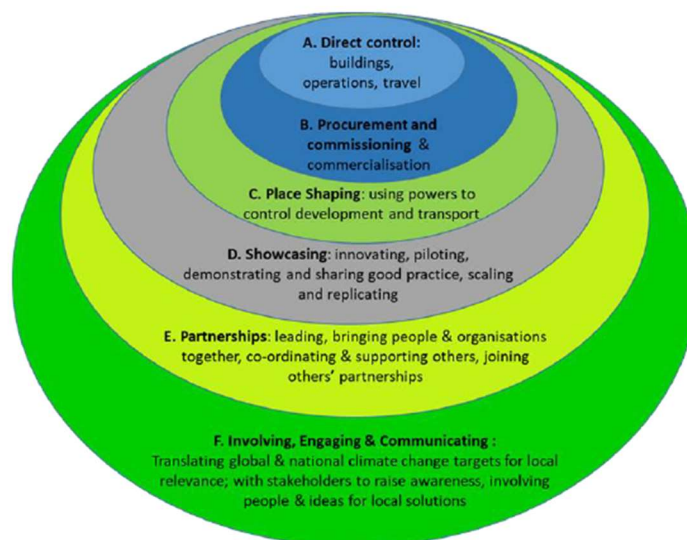 A. Direct control:
buildings,
operations, travel
B. Procurement and
commissioning &
commercialisation
C. Place Shaping: using powers to
control development and transport
D. Showcasing: innovating, piloting,
demonstrating and sharing good practice, scaling
and replicating
E. Partnerships: leading, bringing people & organisations
together, co-ordinating & supporting others, joining
others’ partnerships
F. Involving, Engaging & Communicating :
Translating global & national climate change targets for local
relevance; with stakeholders to raise awareness, involving
people & ideas for local solutions